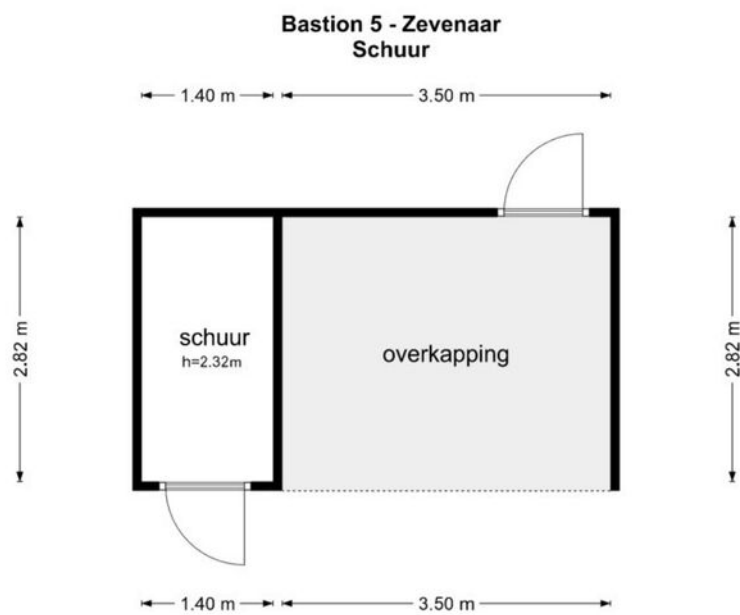 Bastion 5 - Zevenaar
Schuur
1.40 m
3.50 m
2.82 m
schuur
h=2.32m
overkapping
2.82 m
1.40 m
3.50 m